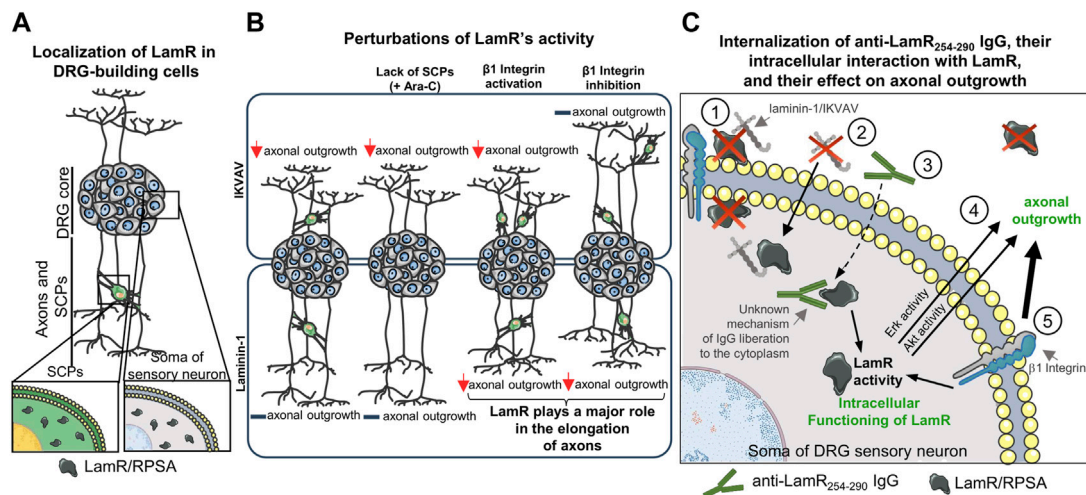 A
Localization of LamR in
DRG-building cells
DRG core
Axons and
SCPs
SCPs
Soma of
sensory neuron
LamR/RPSA
B
Perturbations of LamR's activity
Lack of SCPs
(+ Ara-C)
β1 Integrin
activation
β1 Integrin
inhibition
IKVAV
axonal outgrowth
axonal outgrowth
axonal outgrowth
axonal outgrowth
Laminin-1
axonal outgrowth
axonal outgrowth
axonal outgrowth
axonal outgrowth
LamR plays a major role
in the elongation
of axons
C
Internalization of anti-LamR254-290 IgG, their
intracellular interaction with LamR,
and their effect on axonal outgrowth
1
laminin-1/IKVAV
2
3
4
axonal
outgrowth
Erk activity
Akt activity
5
β1 Integrin
Unknown
mechanism
of IgG liberation
to the cytoplasm
LamR
activity
Intracellular
Functioning of LamR
Soma of DRG sensory neuron
anti-LamR254-290 IgG
LamR/RPSA